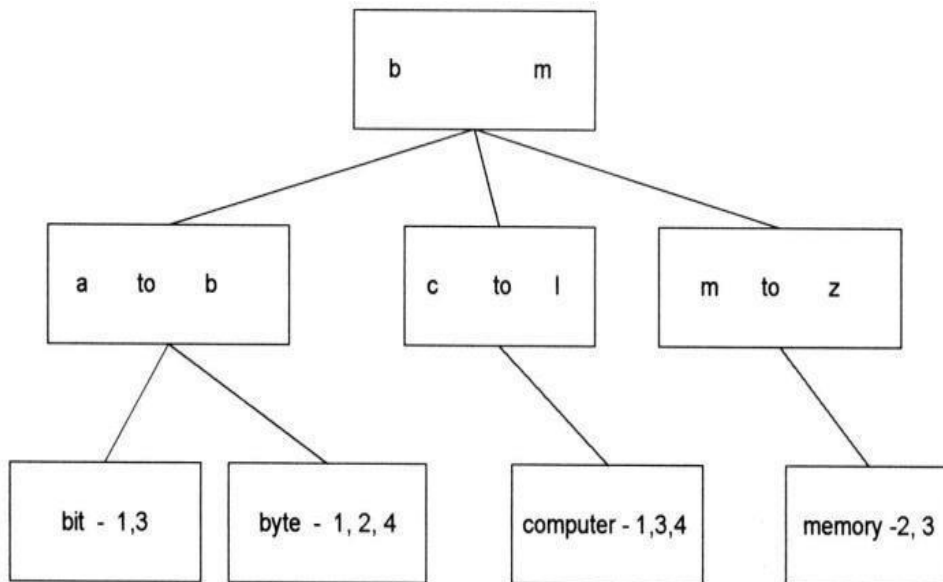 b m
a to b
c to l
m to z
bit - 1,3
byte - 1, 2, 4
computer - 1,3,4
memory -2, 3